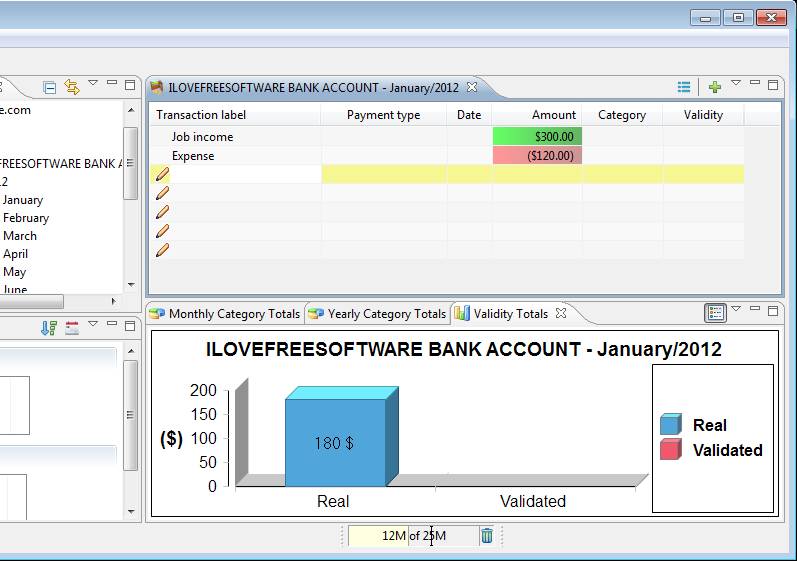 e.com
FREESOFTWARE BANK A
12
January
February
March
April
May
June
ILOVEFREESOFTWARE BANK ACCOUNT - January/2012
Transaction label Payment type Date Amount Category Validity
Job income $300.00
Expense ($120.00)
Monthly Category Totals Yearly Category Totals Validity Totals
ILOVEFREESOFTWARE BANK ACCOUNT - January/2012
200
150
($) 100
50
0
180 $
Real Validated
Real
Validated
12M of 25M